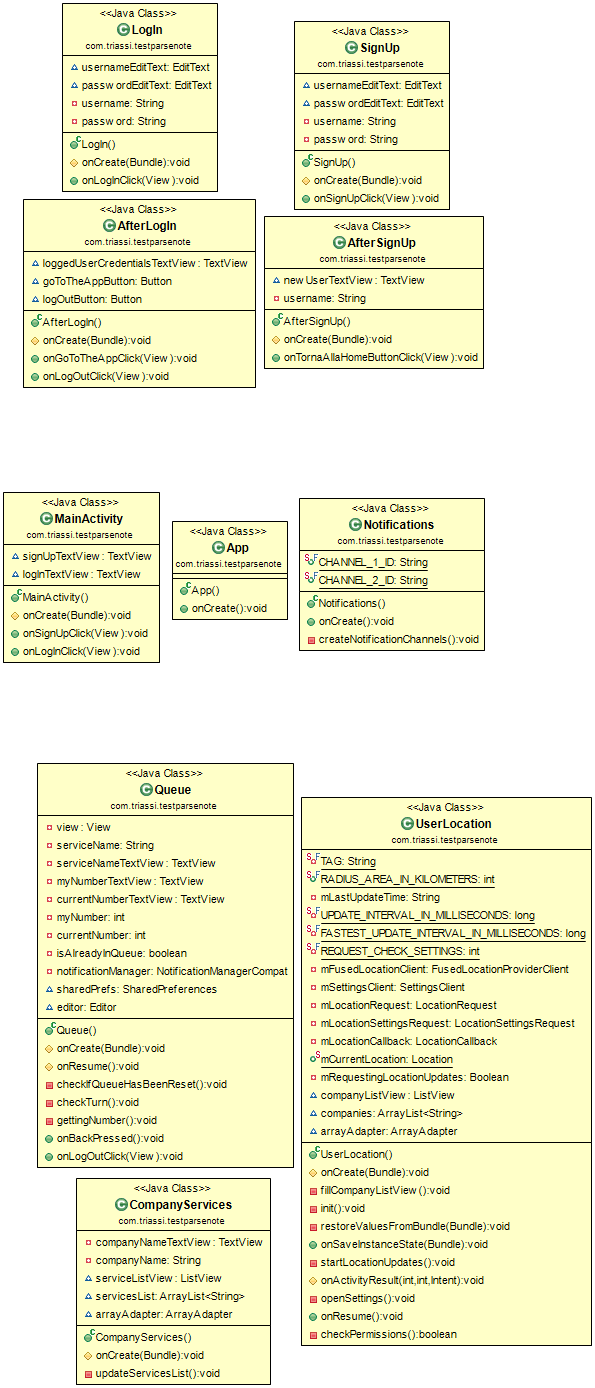 <<Java Class>>
LogIn
com.triassi.testparsenote
usernameEditText: EditText
passwordEditText: EditText
username: String
password: String
LogIn()
onCreate(Bundle):void
onLogInClick(View):void
<<Java Class>>
SignUp
com.triassi.testparsenote
usernameEditText: EditText
passwordEditText: EditText
username: String
password: String
SignUp()
onCreate(Bundle):void
onSignUpClick(View):void
<<Java Class>>
AfterLogIn
com.triassi.testparsenote
loggedUserCredentialsTextView: TextView
goToTheAppButton: Button
logOutButton: Button
AfterLogIn()
onCreate(Bundle):void
onGoToTheAppClick(View):void
onLogOutClick(View):void
<<Java Class>>
AfterSignUp
com.triassi.testparsenote
newUserTextView: TextView
username: String
AfterSignUp()
onCreate(Bundle):void
onTornaAllaHomeButtonClick(View):void
<<Java Class>>
MainActivity
com.triassi.testparsenote
signUpTextView: TextView
logInTextView: TextView
MainActivity()
onCreate(Bundle):void
onSignUpClick(View):void
onLogInClick(View):void
<<Java Class>>
App
com.triassi.testparsenote
App()
onCreate():void
<<Java Class>>
Notifications
com.triassi.testparsenote
CHANNEL_1_ID: String
CHANNEL_2_ID: String
Notifications()
onCreate():void
createNotificationChannels():void
<<Java Class>>
Queue
com.triassi.testparsenote
view: View
serviceName: String
serviceNameTextView: TextView
myNumberTextView: TextView
currentNumberTextView: TextView
myNumber: int
currentNumber: int
isAlreadyInQueue: boolean
notificationManager: NotificationManagerCompat
sharedPrefs: SharedPreferences
editor: Editor
Queue()
onCreate(Bundle):void
onResume():void
checkIfQueueHasBeenReset():void
checkTurn():void
gettingNumber():void
onBackPressed():void
onLogOutClick(View):void
<<Java Class>>
UserLocation
com.triassi.testparsenote
TAG: String
RADIUS_AREA_IN_KILOMETERS: int
mLastUpdateTime: String
UPDATE_INTERVAL_IN_MILLISECONDS: long
FASTEST_UPDATE_INTERVAL_IN_MILLISECONDS: long
REQUEST_CHECK_SETTINGS: int
mFusedLocationClient: FusedLocationProviderClient
mSettingsClient: SettingsClient
mLocationRequest: LocationRequest
mLocationSettingsRequest: LocationSettingsRequest
mLocationCallback: LocationCallback
mCurrentLocation: Location
mRequestingLocationUpdates: Boolean
companyListView: ListView
companies: ArrayList<String>
arrayAdapter: ArrayAdapter
UserLocation()
onCreate(Bundle):void
fillCompanyListView():void
init():void
restoreValuesFromBundle(Bundle):void
onSaveInstanceState(Bundle):void
startLocationUpdates():void
onActivityResult(int,int,Intent):void
openSettings():void
onResume():void
checkPermissions():boolean
<<Java Class>>
CompanyServices
com.triassi.testparsenote
companyNameTextView: TextView
companyName: String
serviceListView: ListView
servicesList: ArrayList<String>
arrayAdapter: ArrayAdapter
CompanyServices()
onCreate(Bundle):void
updateServicesList():void